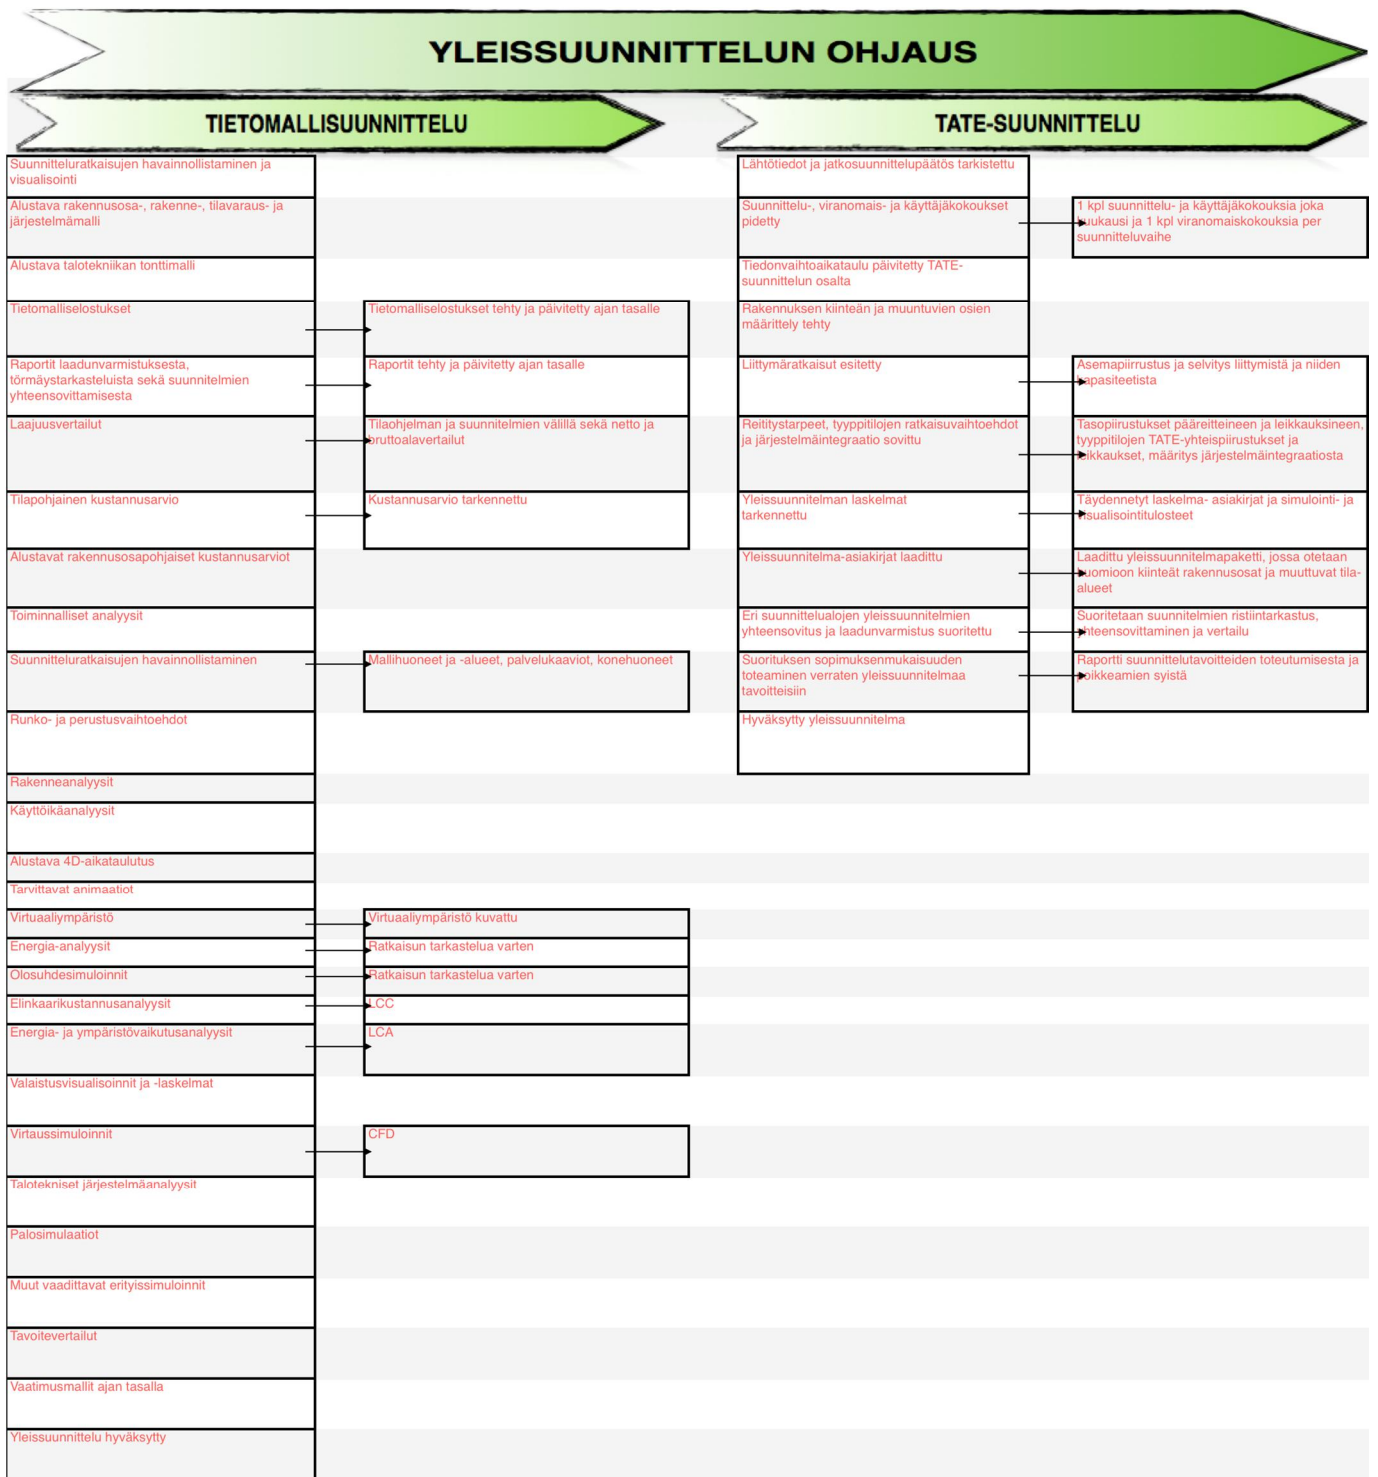 YLEISSUUNNITTELUN OHJAUS
TIETOMALLISUUNNITTELU
Suunnitteluratkaisujen havainnollistaminen ja
visualisointi
Alustava rakennusosa-, rakenne-, tilavaraus- ja
järjestelmämalli
Alustava talotekniikan tonttimalli
Tietomalliselostukset
Tietomalliselostukset tehty ja päivitetty ajan tasalle
Raportit laadunvarmistuksesta,
törmäystarkasteluista sekä suunnitelmien
yhteensovittamisesta
Raportit tehty ja päivitetty ajan tasalle
Laajuusvertailut
Tilaohjelman ja suunnitelmien välillä sekä netto ja
bruttoalavertailut
Tilapohjainen kustannusarvio
Kustannusarvio tarkennettu
Alustavat rakennusosapohjaiset kustannusarviot
Toiminnalliset analyysit
Suunnitteluratkaisujen havainnollistaminen
Mallihuoneet ja -alueet, palvelukaaviot, konehuoneet
Runko- ja perustusvaihtoehdot
Rakenneanalyysit
Käyttöikäanalyysit
Alustava 4D-aikataulutus
Tarvittavat animaatiot
Virtuaaliympäristö
Virtuaaliympäristö kuvattu
Energia-analyysit
Ratkaisun tarkastelua varten
Olosuhdesimuloinnit
Ratkaisun tarkastelua varten
Elinkaarikustannusanalyysit
LCC
Energia- ja ympäristövaikutusanalyysit
LCA
Valaistusvisualisoinnit ja -laskelmat
Virtaussimuloinnit
CFD
Talotekniset järjestelmäanalyysit
Palosimulaatiot
Muut vaadittavat erityissimuloinnit
Tavoitevertailut
Vaatimusmallit ajan tasalla
Yleissuunnittelu hyväksytty
TATE-SUUNNITTELU
Lähtötiedot ja jatkosuunnittelupäätös tarkistettu
Suunnittelu-, viranomais- ja käyttäjäkokoukset
pidetty
1 kpl suunnittelu- ja käyttäjäkokouksia joka
kuukausi ja 1 kpl viranomaiskokouksia per
suunnitteluvaihe
Tiedonvaihtoaikataulu päivitetty TATE-
suunnittelun osalta
Rakennuksen kiinteän ja muuntuvien osien
määrittely tehty
Liittymäratkaisut esitetty
Asemapiirrustus ja selvitys liittymistä ja niiden
kapasiteetista
Reititystarpeet, tyyppitilojen ratkaisuvaihtoehdot
ja järjestelmäintegraatio sovittu
Tasopiirustukset pääreitteineen ja leikkauksineen,
tyyppitilojen TATE-yhteispiirustukset ja
leikkaukset, määritys järjestelmäintegraatiosta
Yleissuunnitelman laskelmat
tarkennettu
Täydennetyt laskelma- asiakirjat ja simulointi- ja
visualisointitulosteet
Yleissuunnitelma-asiakirjat laadittu
Laadittu yleissuunnitelmapaketti, jossa otetaan
huomioon kiinteät rakennusosat ja muuttuvat tila-
alueet
Eri suunnittelualojen yleissuunnitelmien
yhteensovitus ja laadunvarmistus suoritettu
Suoritetaan suunnitelmien ristiintarkastus,
yhteensovittaminen ja vertailu
Suorituksen sopimuksenmukaisuuden
toteaminen verraten yleissuunnitelmaa
tavoitteisiin
Raportti suunnittelutavoitteiden toteutumisesta ja
poikkeamien syistä
Hyväksytty yleissuunnitelma